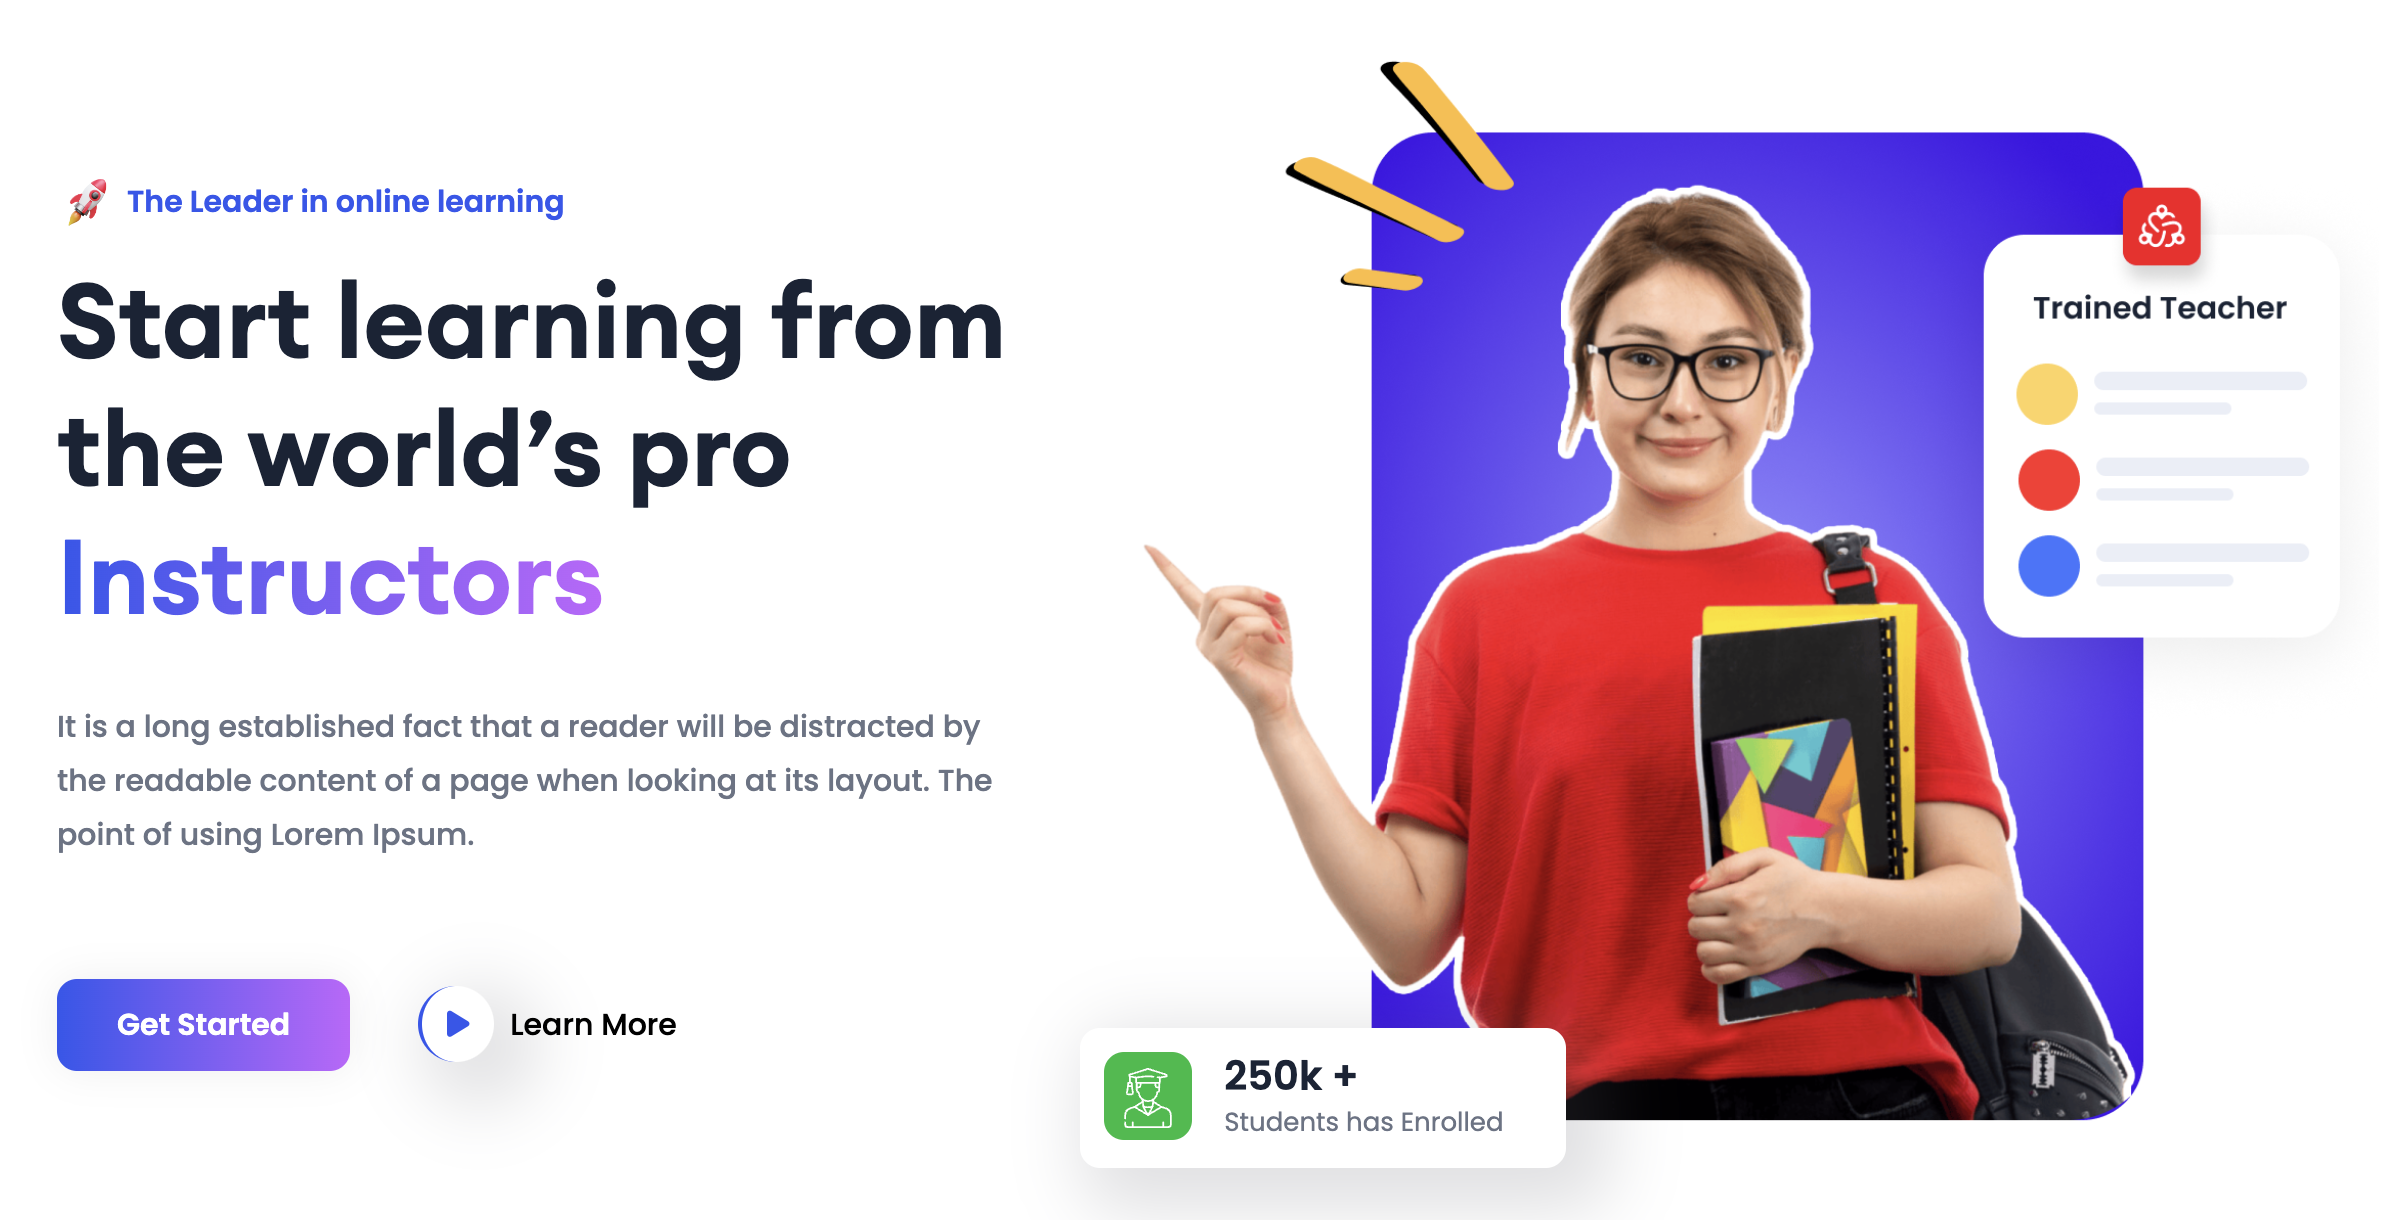 The Leader in online learning
Start learning from
the world’s pro
Instructors
It is a long established fact that a reader will be distracted by
the readable content of a page when looking at its layout. The
point of using Lorem Ipsum.
Get Started
Learn More
Trained Teacher
250k +
Students has Enrolled